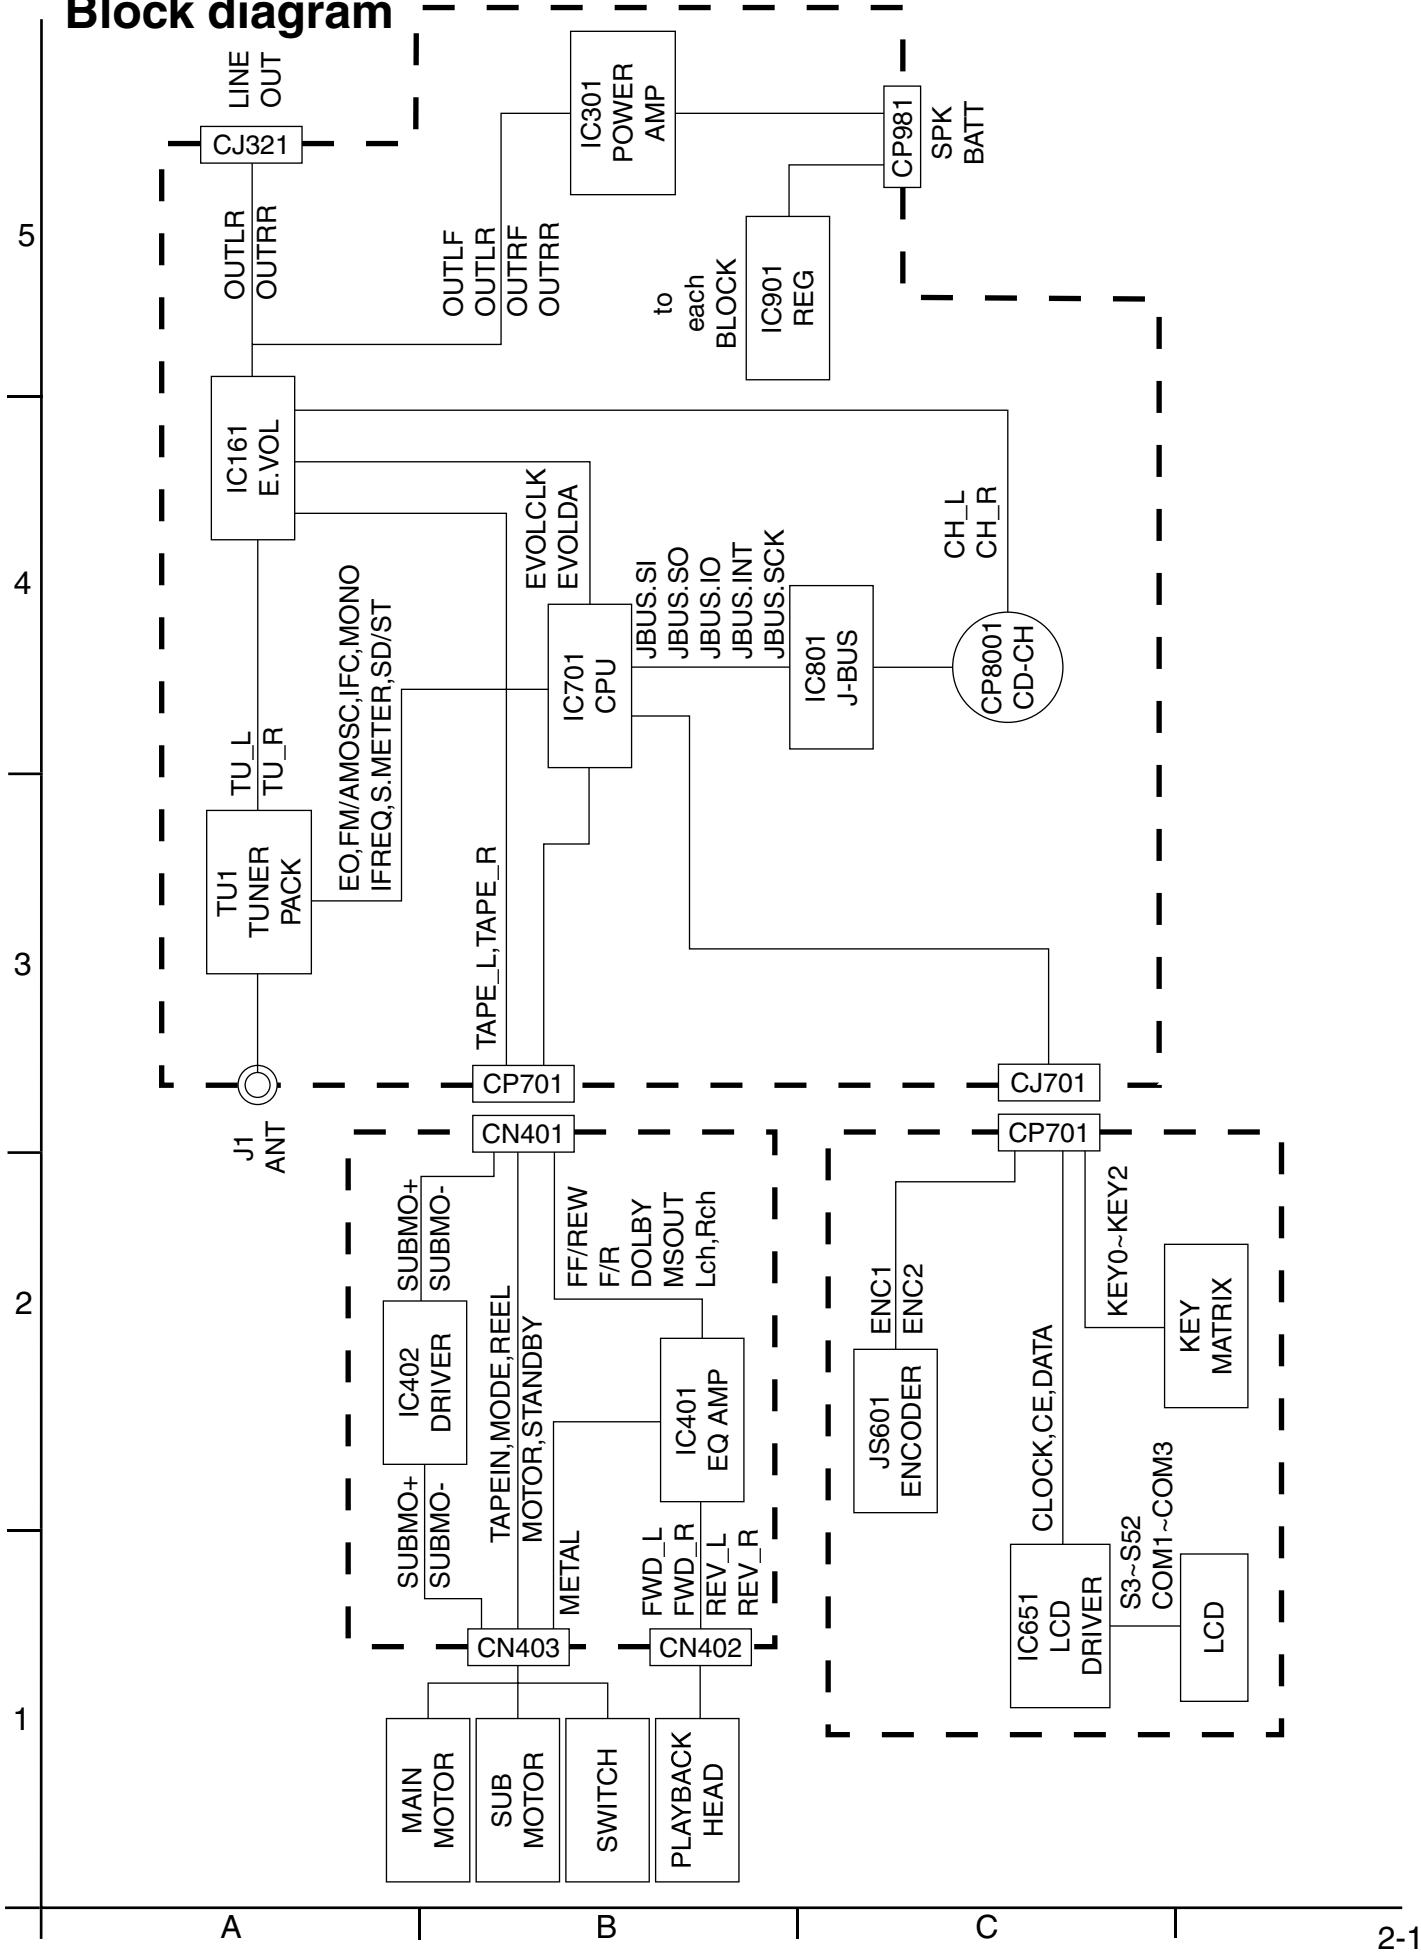 Block diagram
LINE
OUT
CJ321
OUTLR
OUTRR
IC301
POWER
AMP
CP981
SPK
BATT
OUTLF
OUTLR
OUTRF
OUTRR
to
each
BLOCK
IC901
REG
5
IC161
E.VOL
EVOLCLK
EVOLDA
CH_L
CH_R
4
TU_L
TU_R
EO,FM/AMOSC,IFC,MONO
IFREQ,S.METER,SD/ST
IC701
CPU
JBUS.SI
JBUS.SO
JBUS.IO
JBUS.INT
JBUS.SCK
IC801
J-BUS
CP8001
CD-CH
TU1
TUNER
PACK
TAPE_L,TAPE_R
3
J1
ANT
CP701
CJ701
CN401
CP701
SUBMO+
SUBMO-
FF/REW
F/R
DOLBY
MSOUT
Lch,Rch
ENC1
ENC2
KEY0~KEY2
2
IC402
DRIVER
TAPEIN,MODE,REEL
MOTOR,STANDBY
IC401
EQ AMP
JS601
ENCODER
CLOCK,CE,DATA
KEY
MATRIX
SUBMO+
SUBMO-
METAL
FWD_L
FWD_R
REV_L
REV_R
IC651
LCD
DRIVER
S3~S52
COM1~COM3
LCD
CN403
CN402
1
MAIN
MOTOR
SUB
MOTOR
SWITCH
PLAYBACK
HEAD
A
B
C
2-1